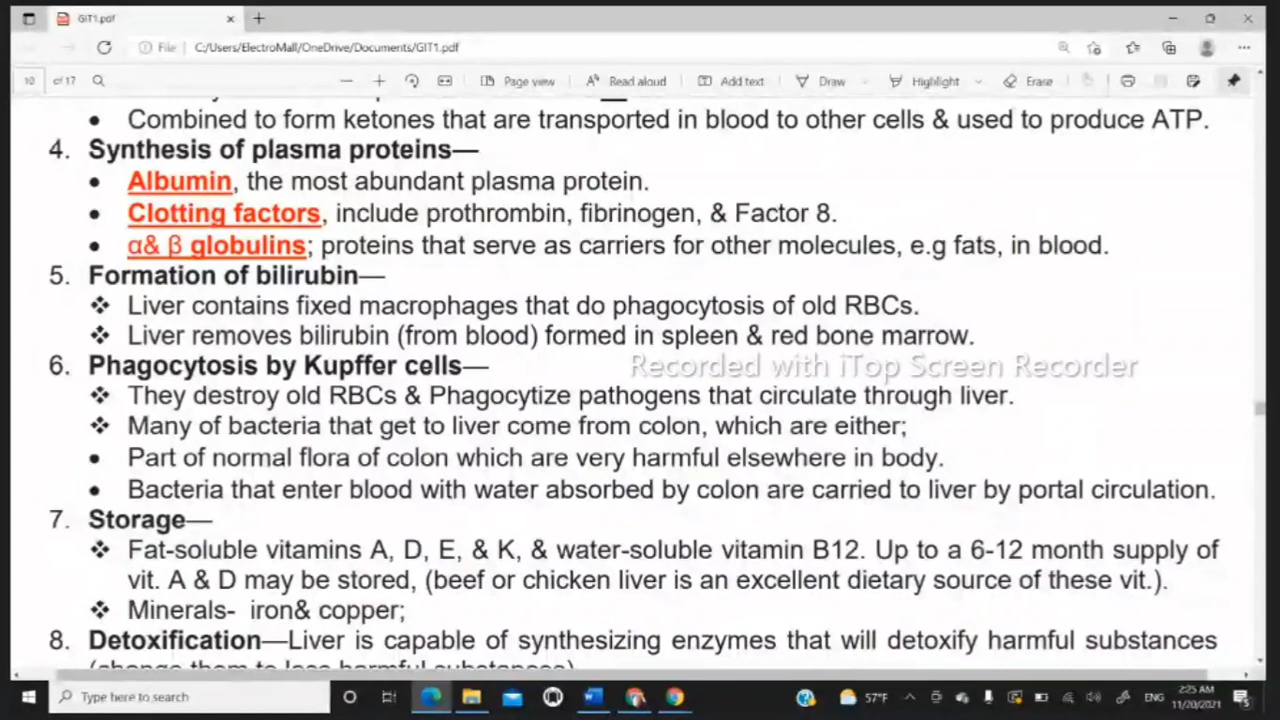 GIT1.pdf
File C:/Users/ElectroMall/OneDrive/Documents/GIT1.pdf
10 of 17 Page view Read aloud Add text Draw Highlight Erase
• Combined to form ketones that are transported in blood to other cells & used to produce ATP.
4. Synthesis of plasma proteins—
• Albumin, the most abundant plasma protein.
• Clotting factors, include prothrombin, fibrinogen, & Factor 8.
• α& β globulins; proteins that serve as carriers for other molecules, e.g fats, in blood.
5. Formation of bilirubin—
❖ Liver contains fixed macrophages that do phagocytosis of old RBCs.
❖ Liver removes bilirubin (from blood) formed in spleen & red bone marrow.
6. Phagocytosis by Kupffer cells—
Recorded with iTop Screen Recorder
❖ They destroy old RBCs & Phagocytize pathogens that circulate through liver.
❖ Many of bacteria that get to liver come from colon, which are either;
• Part of normal flora of colon which are very harmful elsewhere in body.
• Bacteria that enter blood with water absorbed by colon are carried to liver by portal circulation.
7. Storage—
❖ Fat-soluble vitamins A, D, E, & K, & water-soluble vitamin B12. Up to a 6-12 month supply of
vit. A & D may be stored, (beef or chicken liver is an excellent dietary source of these vit.).
❖ Minerals- iron& copper;
8. Detoxification—Liver is capable of synthesizing enzymes that will detoxify harmful substances
(change them to less harmful substances)
Type here to search 57°F ENG 2:25 AM
11/20/2021